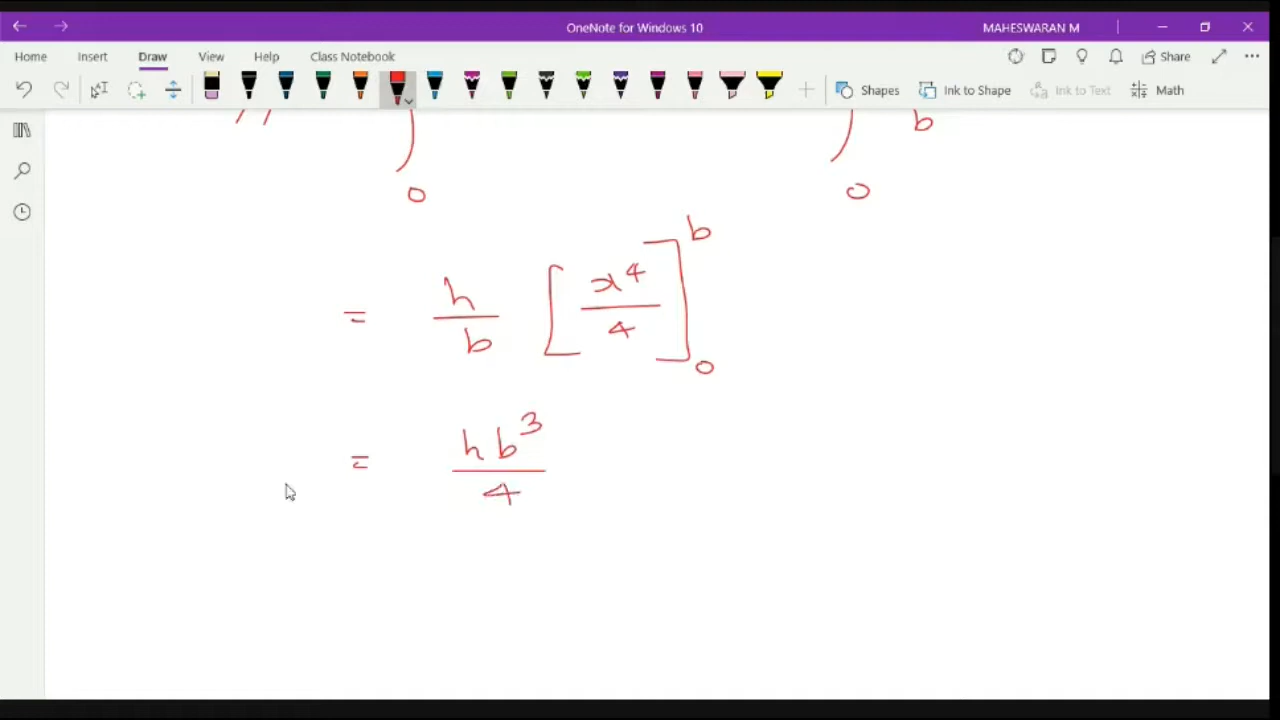 OneNote for Windows 10
MAHESWARAN M
Home Insert Draw View Help Class Notebook
Share
Shapes Ink to Shape Ink to Text Math
b
0 0
= h/b [x⁴/4]₀ᵇ
= hb³/4